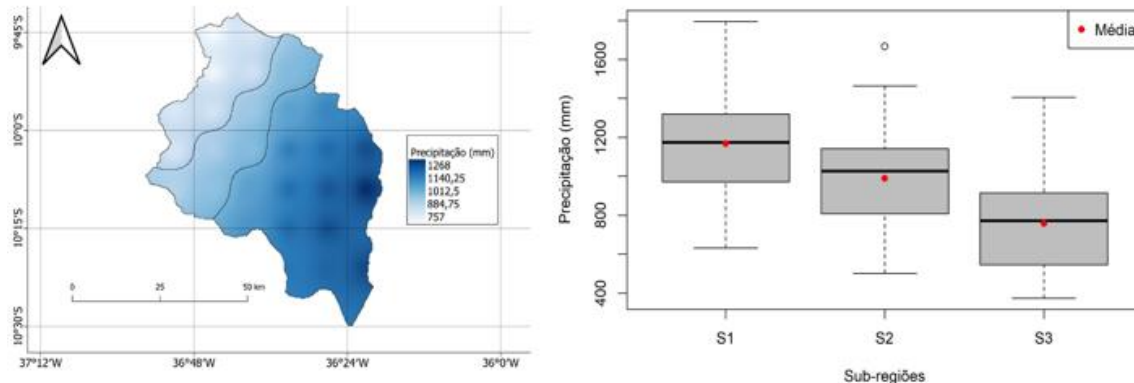 9°45'S
10°0'S
10°15'S
10°30'S
Precipitação (mm)
1268
1140,25
1012,5
884,75
757
0 25 50 km
37°12'W 36°48'W 36°24'W 36°0'W
Média
Precipitação (mm)
1600
1200
800
400
S1 S2 S3
Sub-regiões